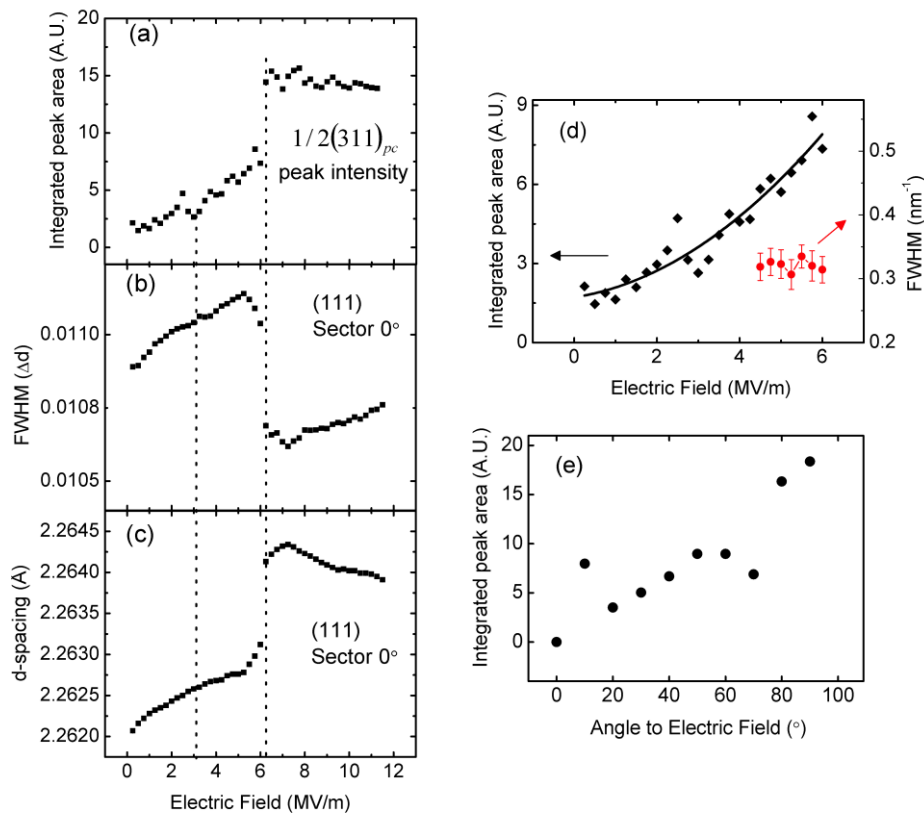 (a)
Integrated peak area (A.U.)
20
15
10
5
0
1/2(311)pc
peak intensity
(b)
FWHM (Δd)
0.0110
0.0108
0.0105
(111)
Sector 0°
(c)
d-spacing (Å)
2.2645
2.2640
2.2635
2.2630
2.2625
2.2620
(111)
Sector 0°
0 2 4 6 8 10 12
Electric Field (MV/m)
(d)
Integrated peak area (A.U.)
9
6
3
0
FWHM (nm⁻¹)
0.5
0.4
0.3
0.2
0 2 4 6
Electric Field (MV/m)
(e)
Integrated peak area (A.U.)
20
15
10
5
0
0 20 40 60 80 100
Angle to Electric Field (°)